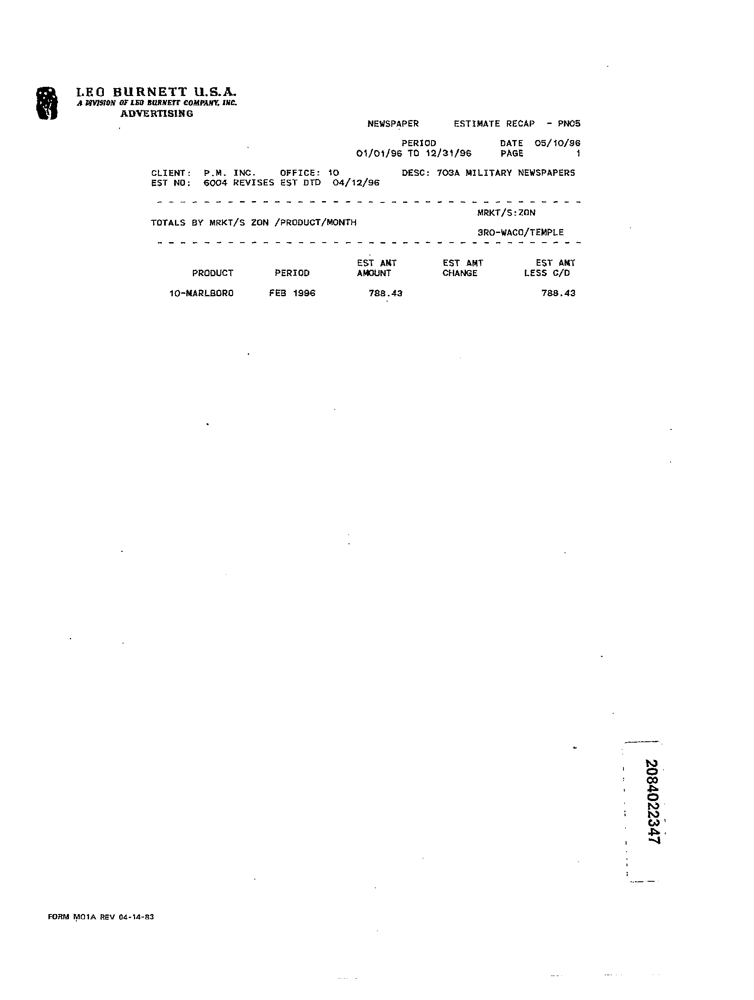 LEO BURNETT U.S.A.
A DIVISION OF LEO BURNETT COMPANY, INC.
ADVERTISING
NEWSPAPER ESTIMATE RECAP - PN05
PERIOD DATE 05/10/96
01/01/96 TO 12/31/96 PAGE 1
CLIENT: P.M. INC. OFFICE: 10 DESC: 703A MILITARY NEWSPAPERS
EST NO: 6004 REVISES EST DTD 04/12/96
MRKT/S:ZON
TOTALS BY MRKT/S ZON /PRODUCT/MONTH
3RO-WACO/TEMPLE
EST AMT EST AMT EST AMT
PRODUCT PERIOD AMOUNT CHANGE LESS C/D
10-MARLBORO FEB 1996 788.43 788.43
2084022347
FORM M01A REV 04-14-83